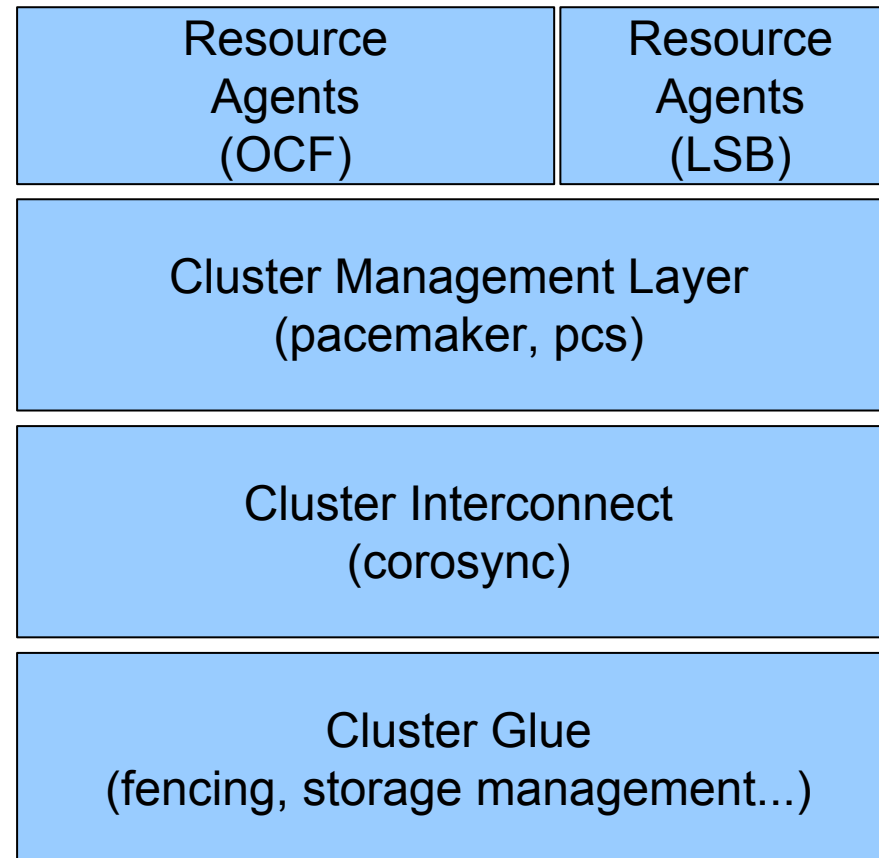 Resource
Agents
(OCF)
Resource
Agents
(LSB)
Cluster Management Layer
(pacemaker, pcs)
Cluster Interconnect
(corosync)
Cluster Glue
(fencing, storage management...)